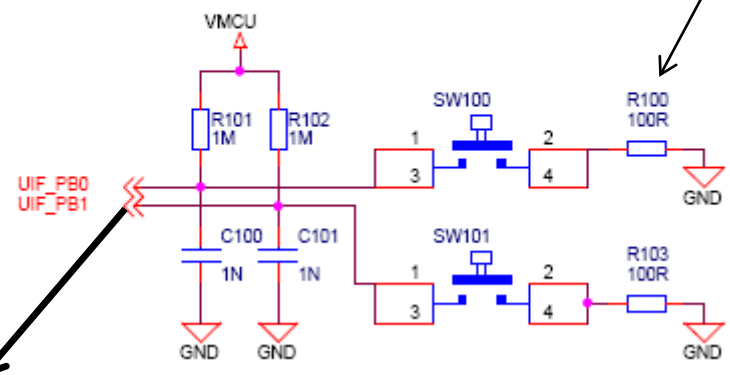 VMCU
R101
1M
R102
1M
SW100
1
2
3
4
R100
100R
GND
UIF_PB0
UIF_PB1
C100
1N
C101
1N
GND
GND
SW101
1
2
3
4
R103
100R
GND